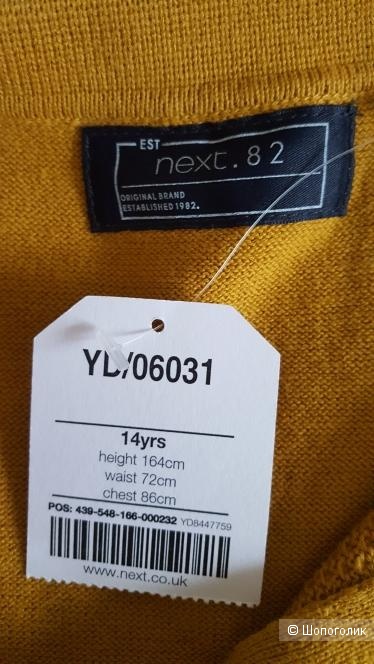 EST
next.82
ORIGINAL BRAND
ESTABLISHED 1982.
YD/06031
14yrs
height 164cm
waist 72cm
chest 86cm
POS: 439-548-166-000232 YD8447759
www.next.co.uk
© Шопоголик